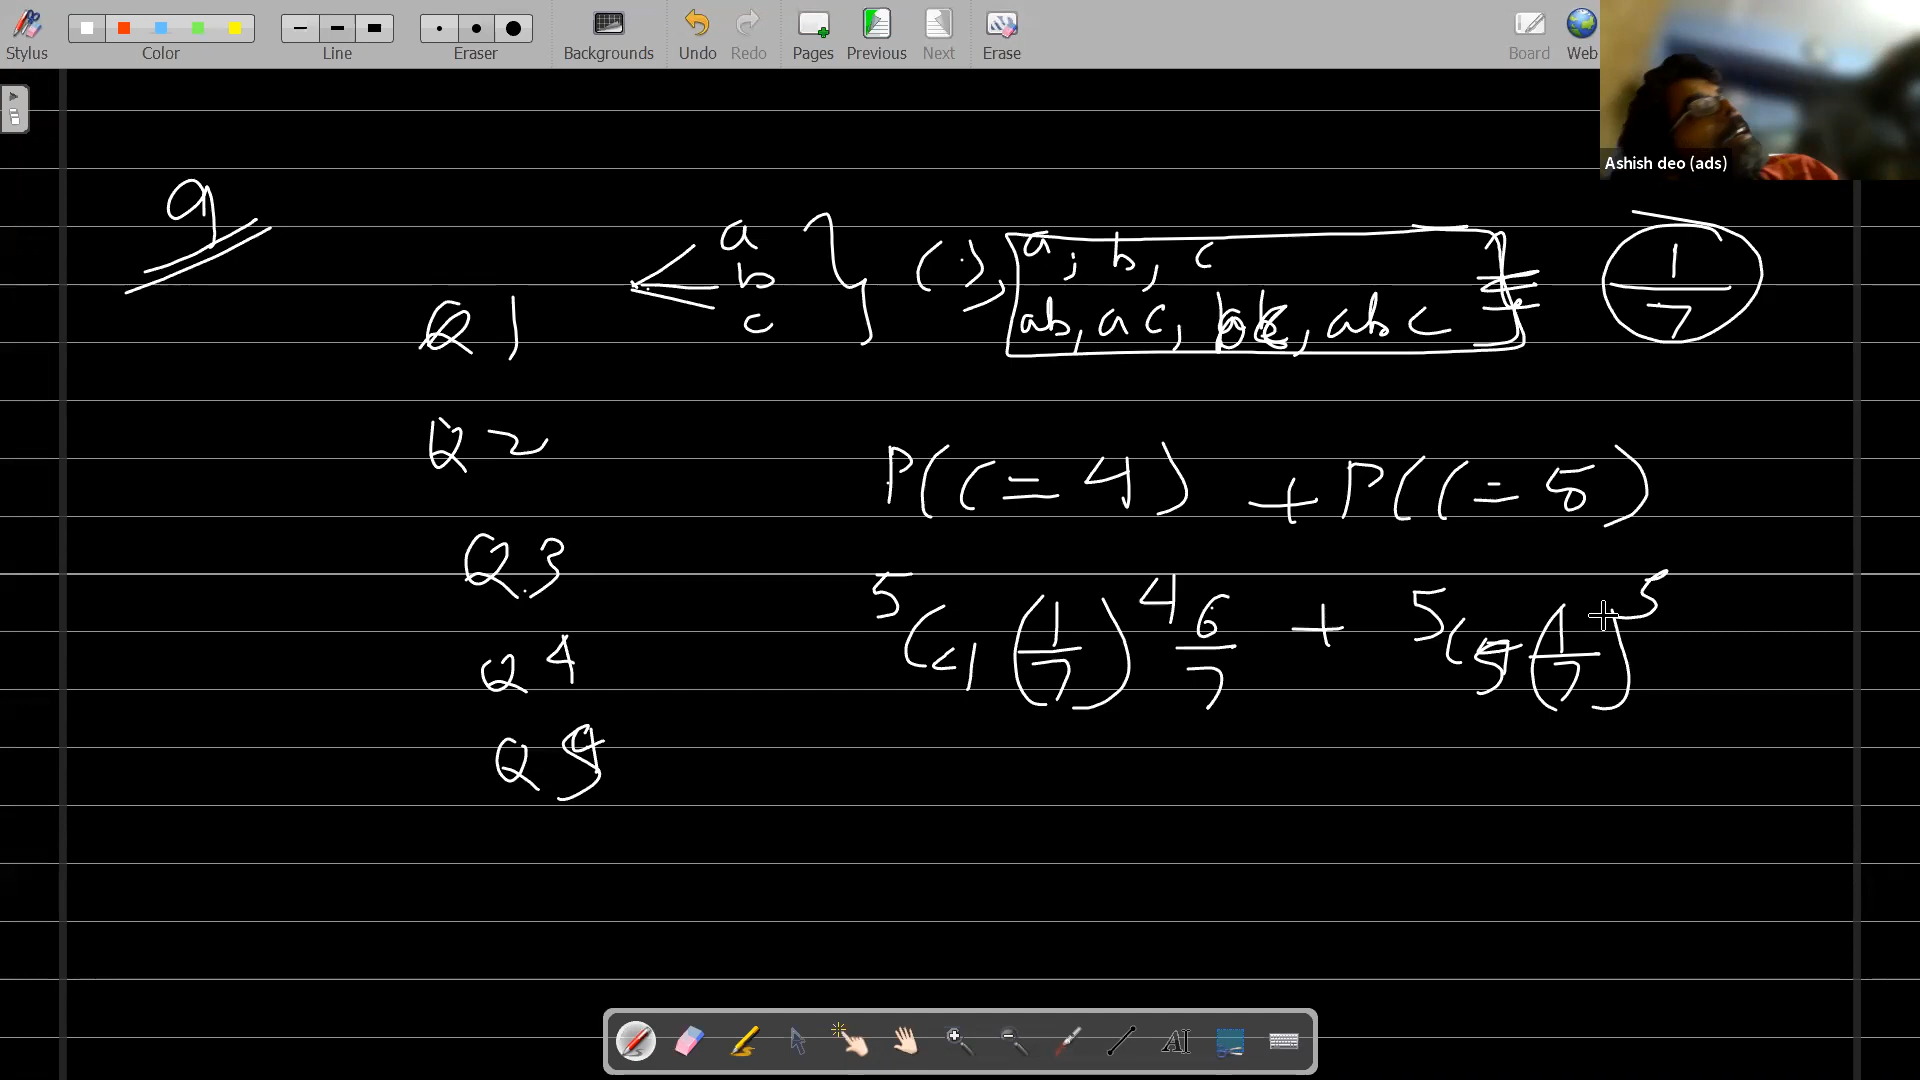 Stylus Color Line Eraser Backgrounds Undo Redo Pages Previous Next Erase Board Web
Ashish deo (ads)
9
a
b
c
( . ), a, b, c
ab, ac, bc, abc
1/7
Q1
Q2
P(C = 4) + P(C = 5)
Q.3
5C4 (1/7)^4 6/7 + 5C5 (1/7)^5
Q4
Q5